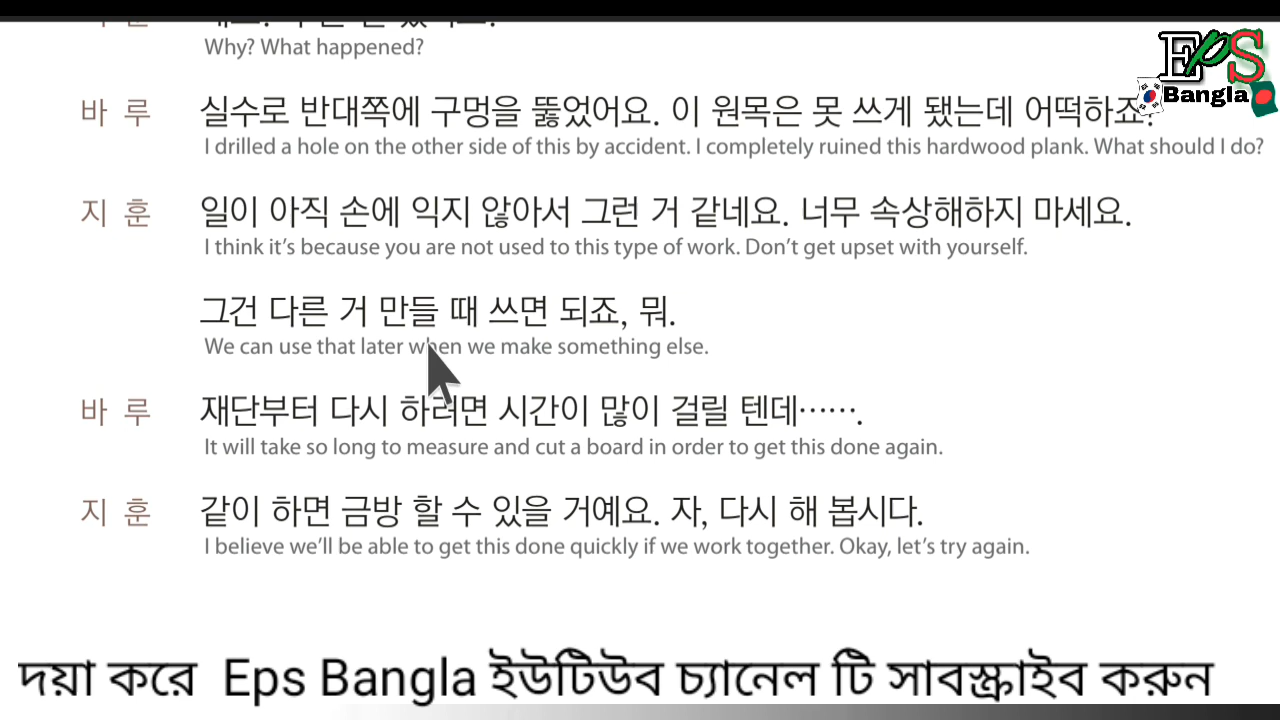 Why? What happened?
EPS
Bangla
바 루 실수로 반대쪽에 구멍을 뚫었어요. 이 원목은 못 쓰게 됐는데 어떡하죠?
I drilled a hole on the other side of this by accident. I completely ruined this hardwood plank. What should I do?
지 훈 일이 아직 손에 익지 않아서 그런 거 같네요. 너무 속상해하지 마세요.
I think it's because you are not used to this type of work. Don't get upset with yourself.
그건 다른 거 만들 때 쓰면 되죠, 뭐.
We can use that later when we make something else.
바 루 재단부터 다시 하려면 시간이 많이 걸릴 텐데…….
It will take so long to measure and cut a board in order to get this done again.
지 훈 같이 하면 금방 할 수 있을 거예요. 자, 다시 해 봅시다.
I believe we'll be able to get this done quickly if we work together. Okay, let's try again.
দয়া করে Eps Bangla ইউটিউব চ্যানেল টি সাবস্ক্রাইব করুন